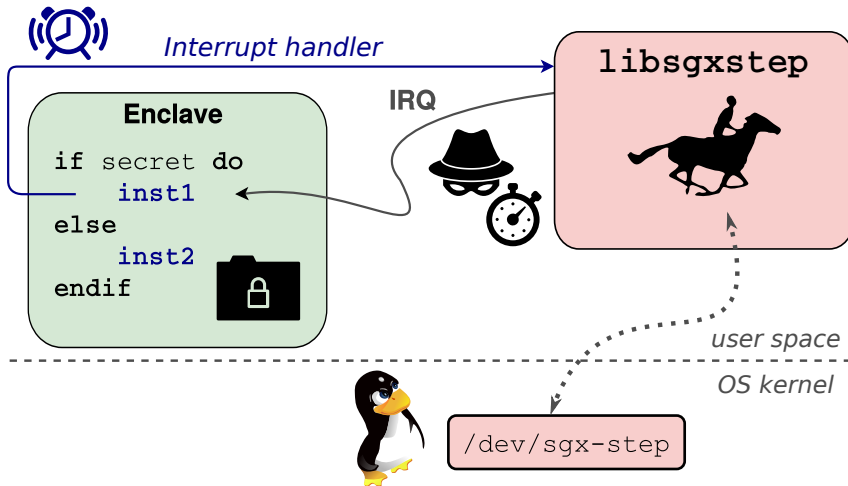 Interrupt handler
libsgxstep
IRQ
Enclave
if secret do
inst1
else
inst2
endif
user space
OS kernel
/dev/sgx-step